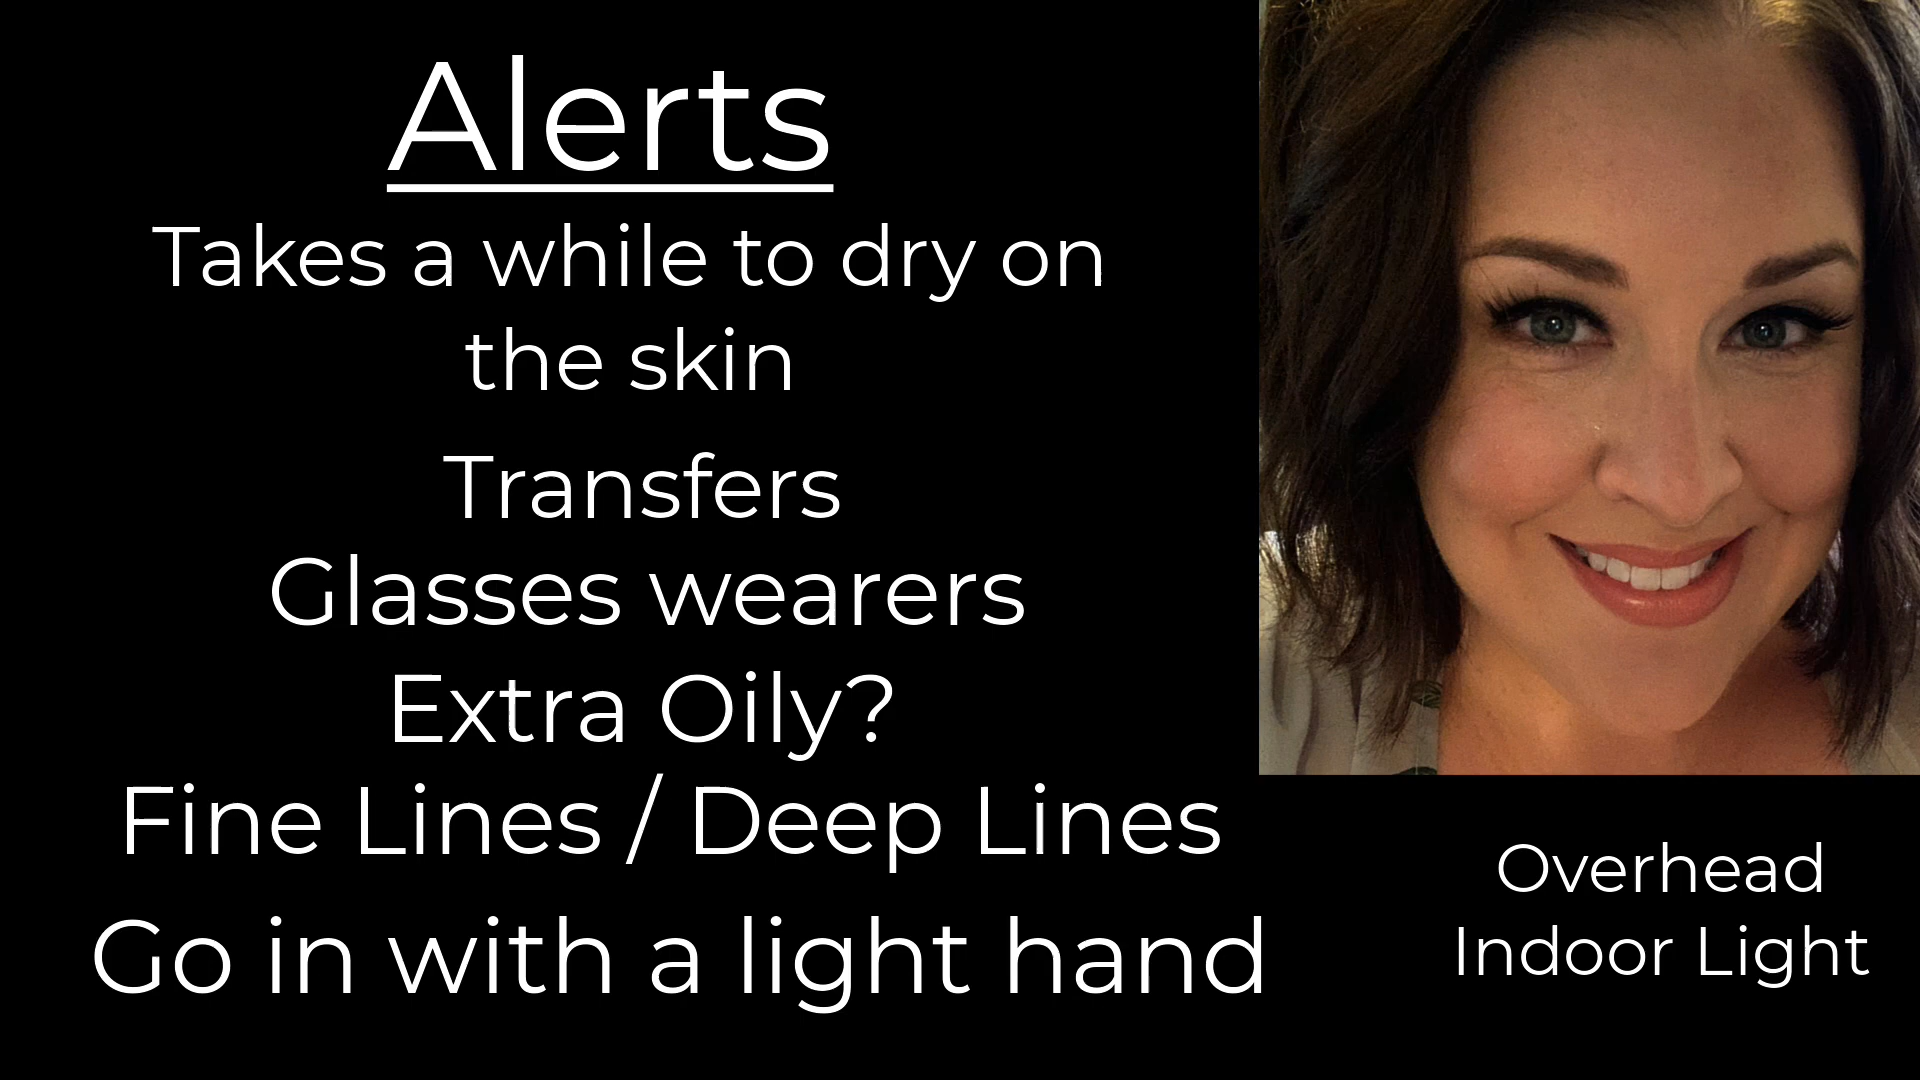 Alerts
Takes a while to dry on
the skin
Transfers
Glasses wearers
Extra Oily?
Fine Lines / Deep Lines
Go in with a light hand
Overhead
Indoor Light